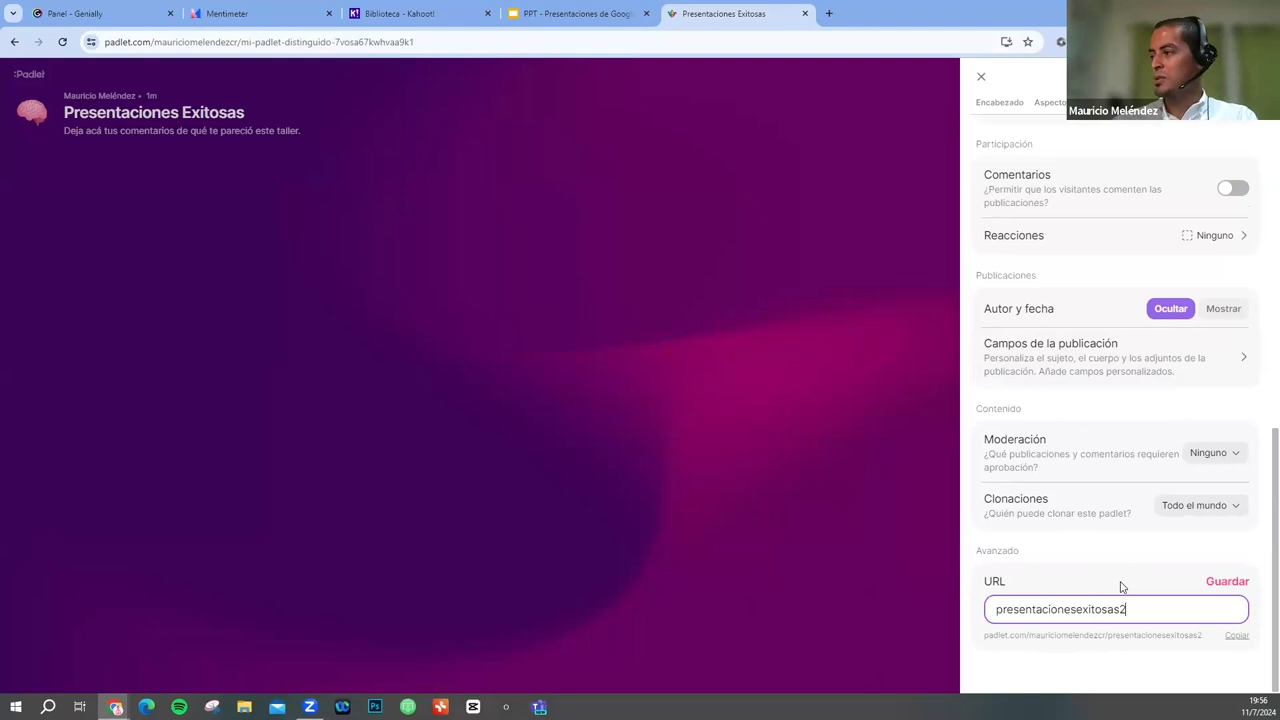 Genially
Mentimeter
Biblioteca - Kahoot!
PPT - Presentaciones de Google
Presentaciones Exitosas
padlet.com/mauriciomelendezcr/mi-padlet-distinguido-7vosa67kwhvaa9k1
:Padlet
Mauricio Meléndez • 1m
Presentaciones Exitosas
Deja acá tus comentarios de qué te pareció este taller.
Mauricio Meléndez
Encabezado
Aspecto
Participación
Comentarios
¿Permitir que los visitantes comenten las
publicaciones?
Reacciones
Ninguno
Publicaciones
Autor y fecha
Ocultar
Mostrar
Campos de la publicación
Personaliza el sujeto, el cuerpo y los adjuntos de la
publicación. Añade campos personalizados.
Contenido
Moderación
¿Qué publicaciones y comentarios requieren
aprobación?
Ninguno
Clonaciones
¿Quién puede clonar este padlet?
Todo el mundo
Avanzado
URL
Guardar
presentacionesexitosas2
padlet.com/mauriciomelendezcr/presentacionesexitosas2
Copiar
19:56
11/7/2024